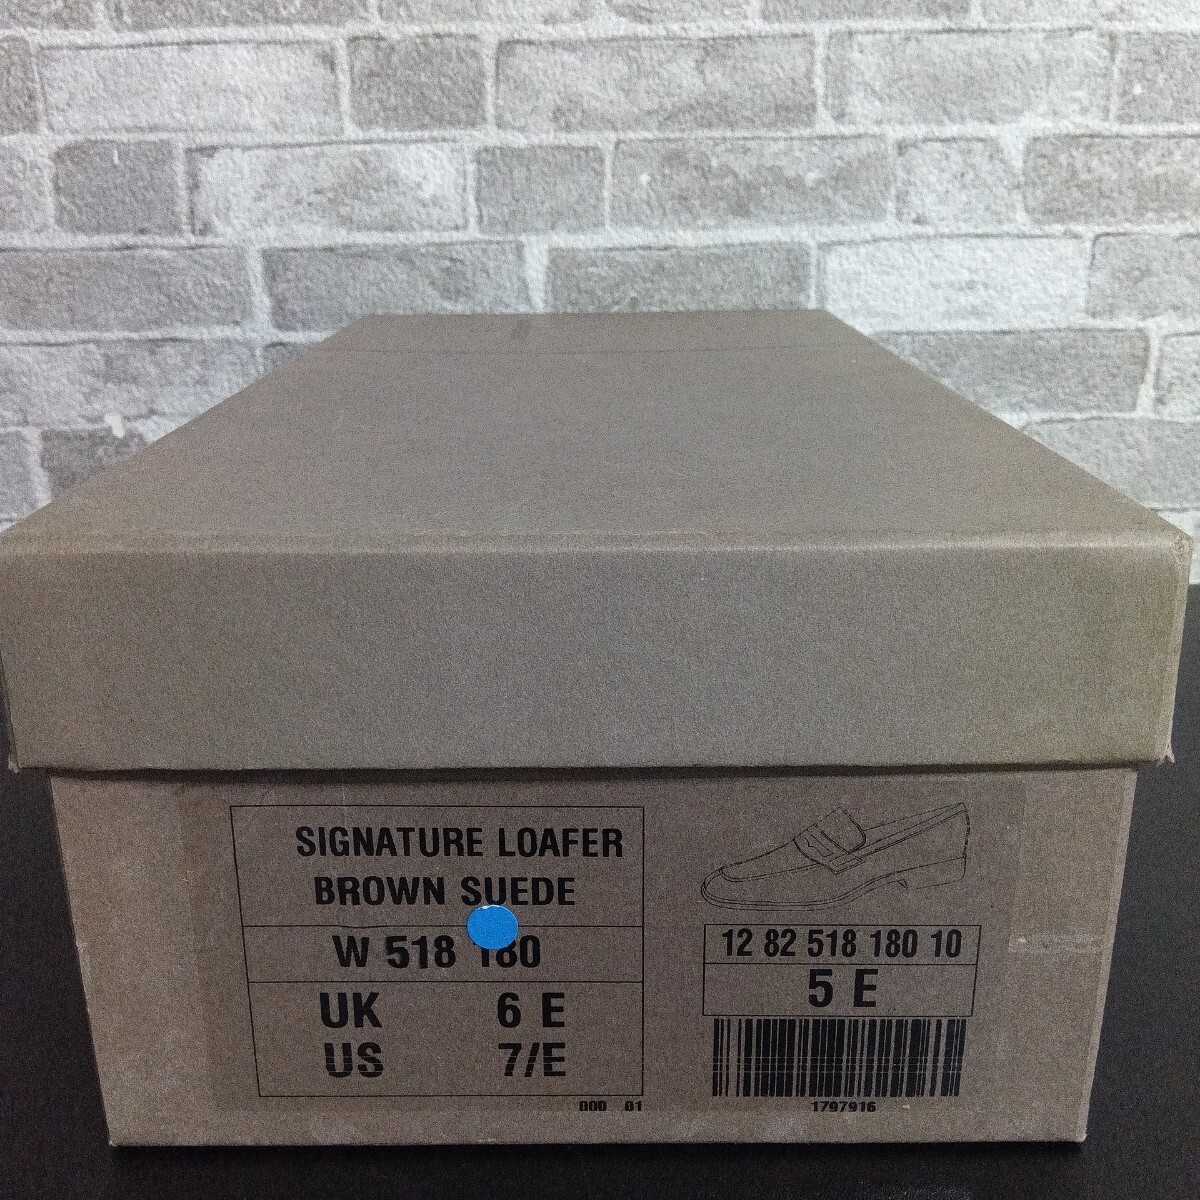 SIGNATURE LOAFER
BROWN SUEDE
W 518 180
UK 6 E
US 7/E
000 01
12 82 518 180 10
5 E
1797916